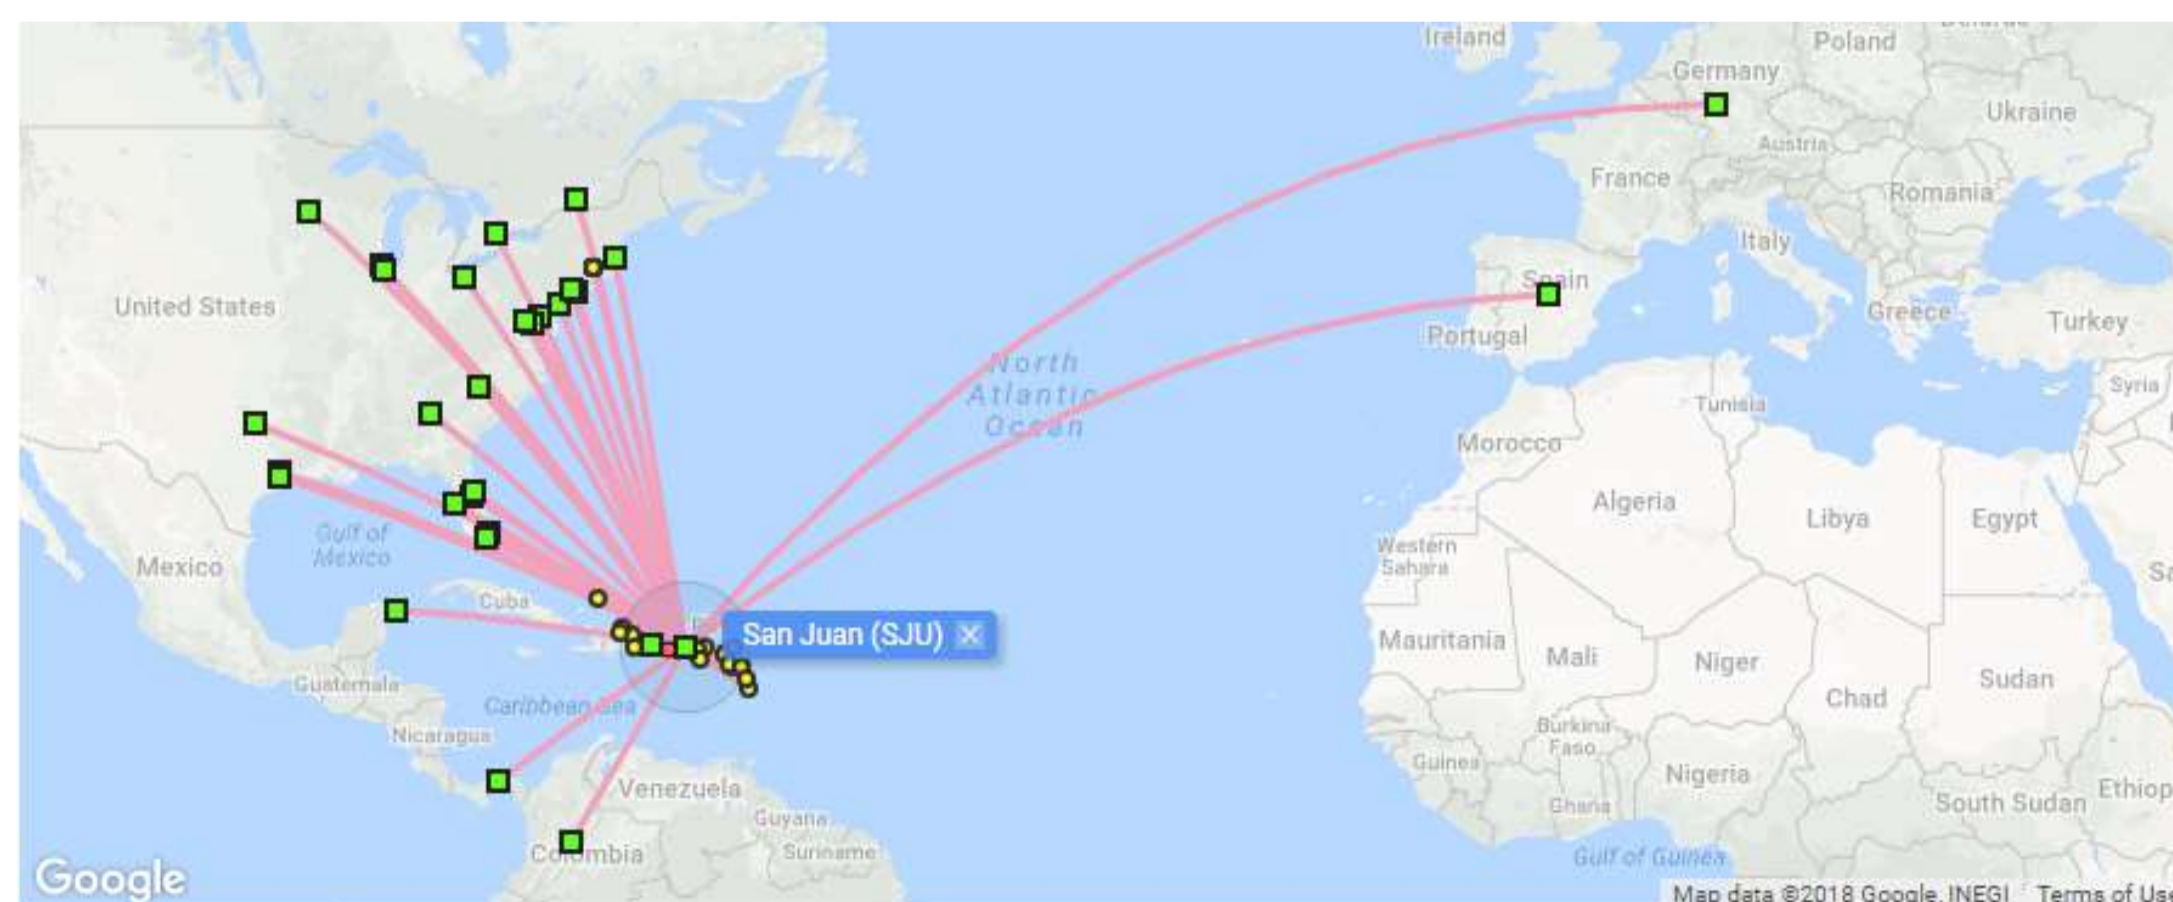 Ireland
Poland
Germany
Ukraine
Austria
France
Romania
Italy
United States
Spain
Greece
Turkey
Portugal
North
Atlantic
Ocean
Syria
Tunisia
Morocco
Algeria
Libya
Egypt
Gulf of
Mexico
Mexico
Western
Sahara
Cuba
San Juan (SJU) ×
Mauritania
Mali
Niger
Chad
Sudan
Guatemala
Caribbean Sea
Nicaragua
Burkina
Faso
Guinea
Venezuela
Nigeria
Ghana
South Sudan
Ethiop
Guyana
Colombia
Suriname
Gulf of Guinea
Google
Map data ©2018 Google, INEGI
Terms of Use